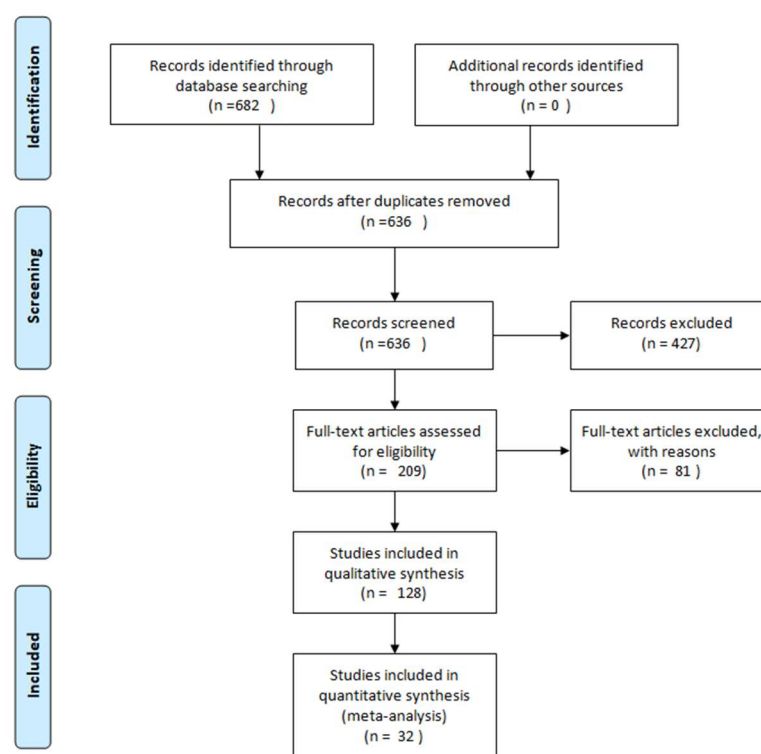 Identification
Records identified through
database searching
(n =682   )
Additional records identified
through other sources
(n = 0   )
Records after duplicates removed
(n =636   )
Screening
Records screened
(n =636   )
Records excluded
(n = 427)
Eligibility
Full-text articles assessed
for eligibility
(n =   209)
Full-text articles excluded,
with reasons
(n =  81 )
Studies included in
qualitative synthesis
(n =   128)
Included
Studies included in
quantitative synthesis
(meta-analysis)
(n =   32 )